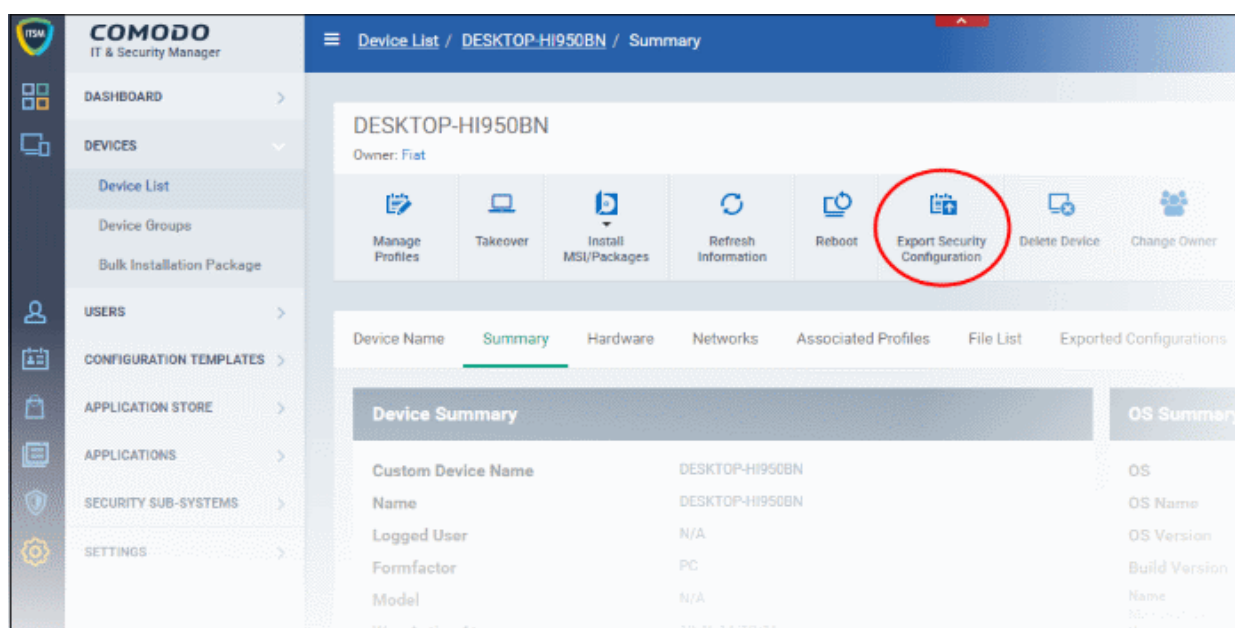 ITSM
COMODO
IT & Security Manager
Device List / DESKTOP-HI950BN / Summary
DASHBOARD
DEVICES
Device List
Device Groups
Bulk Installation Package
USERS
CONFIGURATION TEMPLATES
APPLICATION STORE
APPLICATIONS
SECURITY SUB-SYSTEMS
SETTINGS
DESKTOP-HI950BN
Owner: Fiat
Manage
Profiles
Takeover
Install
MSI/Packages
Refresh
Information
Reboot
Export Security
Configuration
Delete Device
Change Owner
Device Name Summary Hardware Networks Associated Profiles File List Exported Configurations
Device Summary
Custom Device Name DESKTOP-HI950BN
Name DESKTOP-HI950BN
Logged User N/A
Formfactor PC
Model N/A
OS Summary
OS
OS Name
OS Version
Build Version
Name